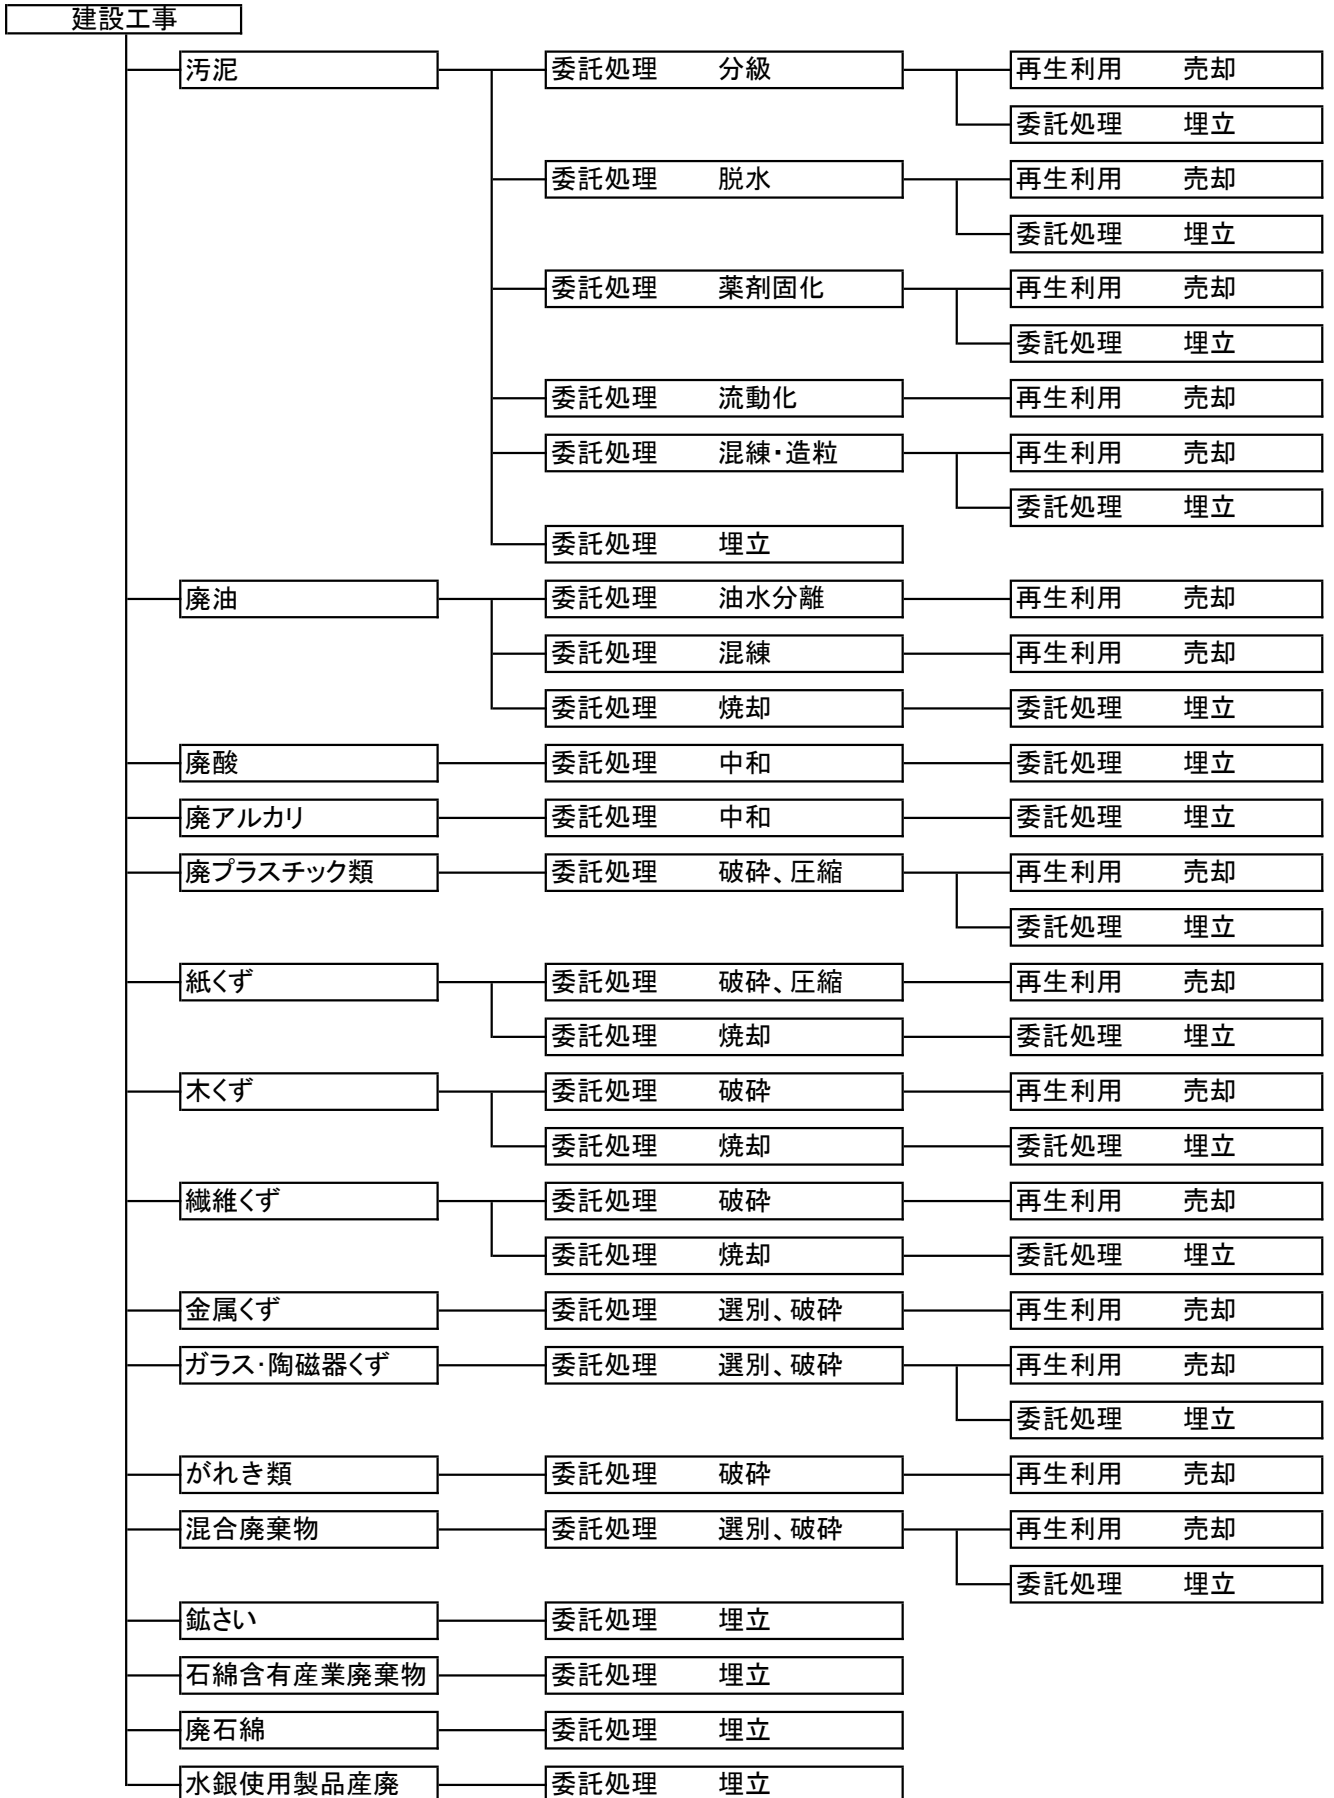 建設工事
汚泥 委託処理 分級 再生利用 売却
委託処理 埋立
委託処理 脱水 再生利用 売却
委託処理 埋立
委託処理 薬剤固化 再生利用 売却
委託処理 埋立
委託処理 流動化 再生利用 売却
委託処理 混練・造粒 再生利用 売却
委託処理 埋立
委託処理 埋立
廃油 委託処理 油水分離 再生利用 売却
委託処理 混練 再生利用 売却
委託処理 焼却 委託処理 埋立
廃酸 委託処理 中和 委託処理 埋立
廃アルカリ 委託処理 中和 委託処理 埋立
廃プラスチック類 委託処理 破砕、圧縮 再生利用 売却
委託処理 埋立
紙くず 委託処理 破砕、圧縮 再生利用 売却
委託処理 焼却 委託処理 埋立
木くず 委託処理 破砕 再生利用 売却
委託処理 焼却 委託処理 埋立
繊維くず 委託処理 破砕 再生利用 売却
委託処理 焼却 委託処理 埋立
金属くず 委託処理 選別、破砕 再生利用 売却
ガラス・陶磁器くず 委託処理 選別、破砕 再生利用 売却
委託処理 埋立
がれき類 委託処理 破砕 再生利用 売却
混合廃棄物 委託処理 選別、破砕 再生利用 売却
委託処理 埋立
鉱さい 委託処理 埋立
石綿含有産業廃棄物 委託処理 埋立
廃石綿 委託処理 埋立
水銀使用製品産廃 委託処理 埋立